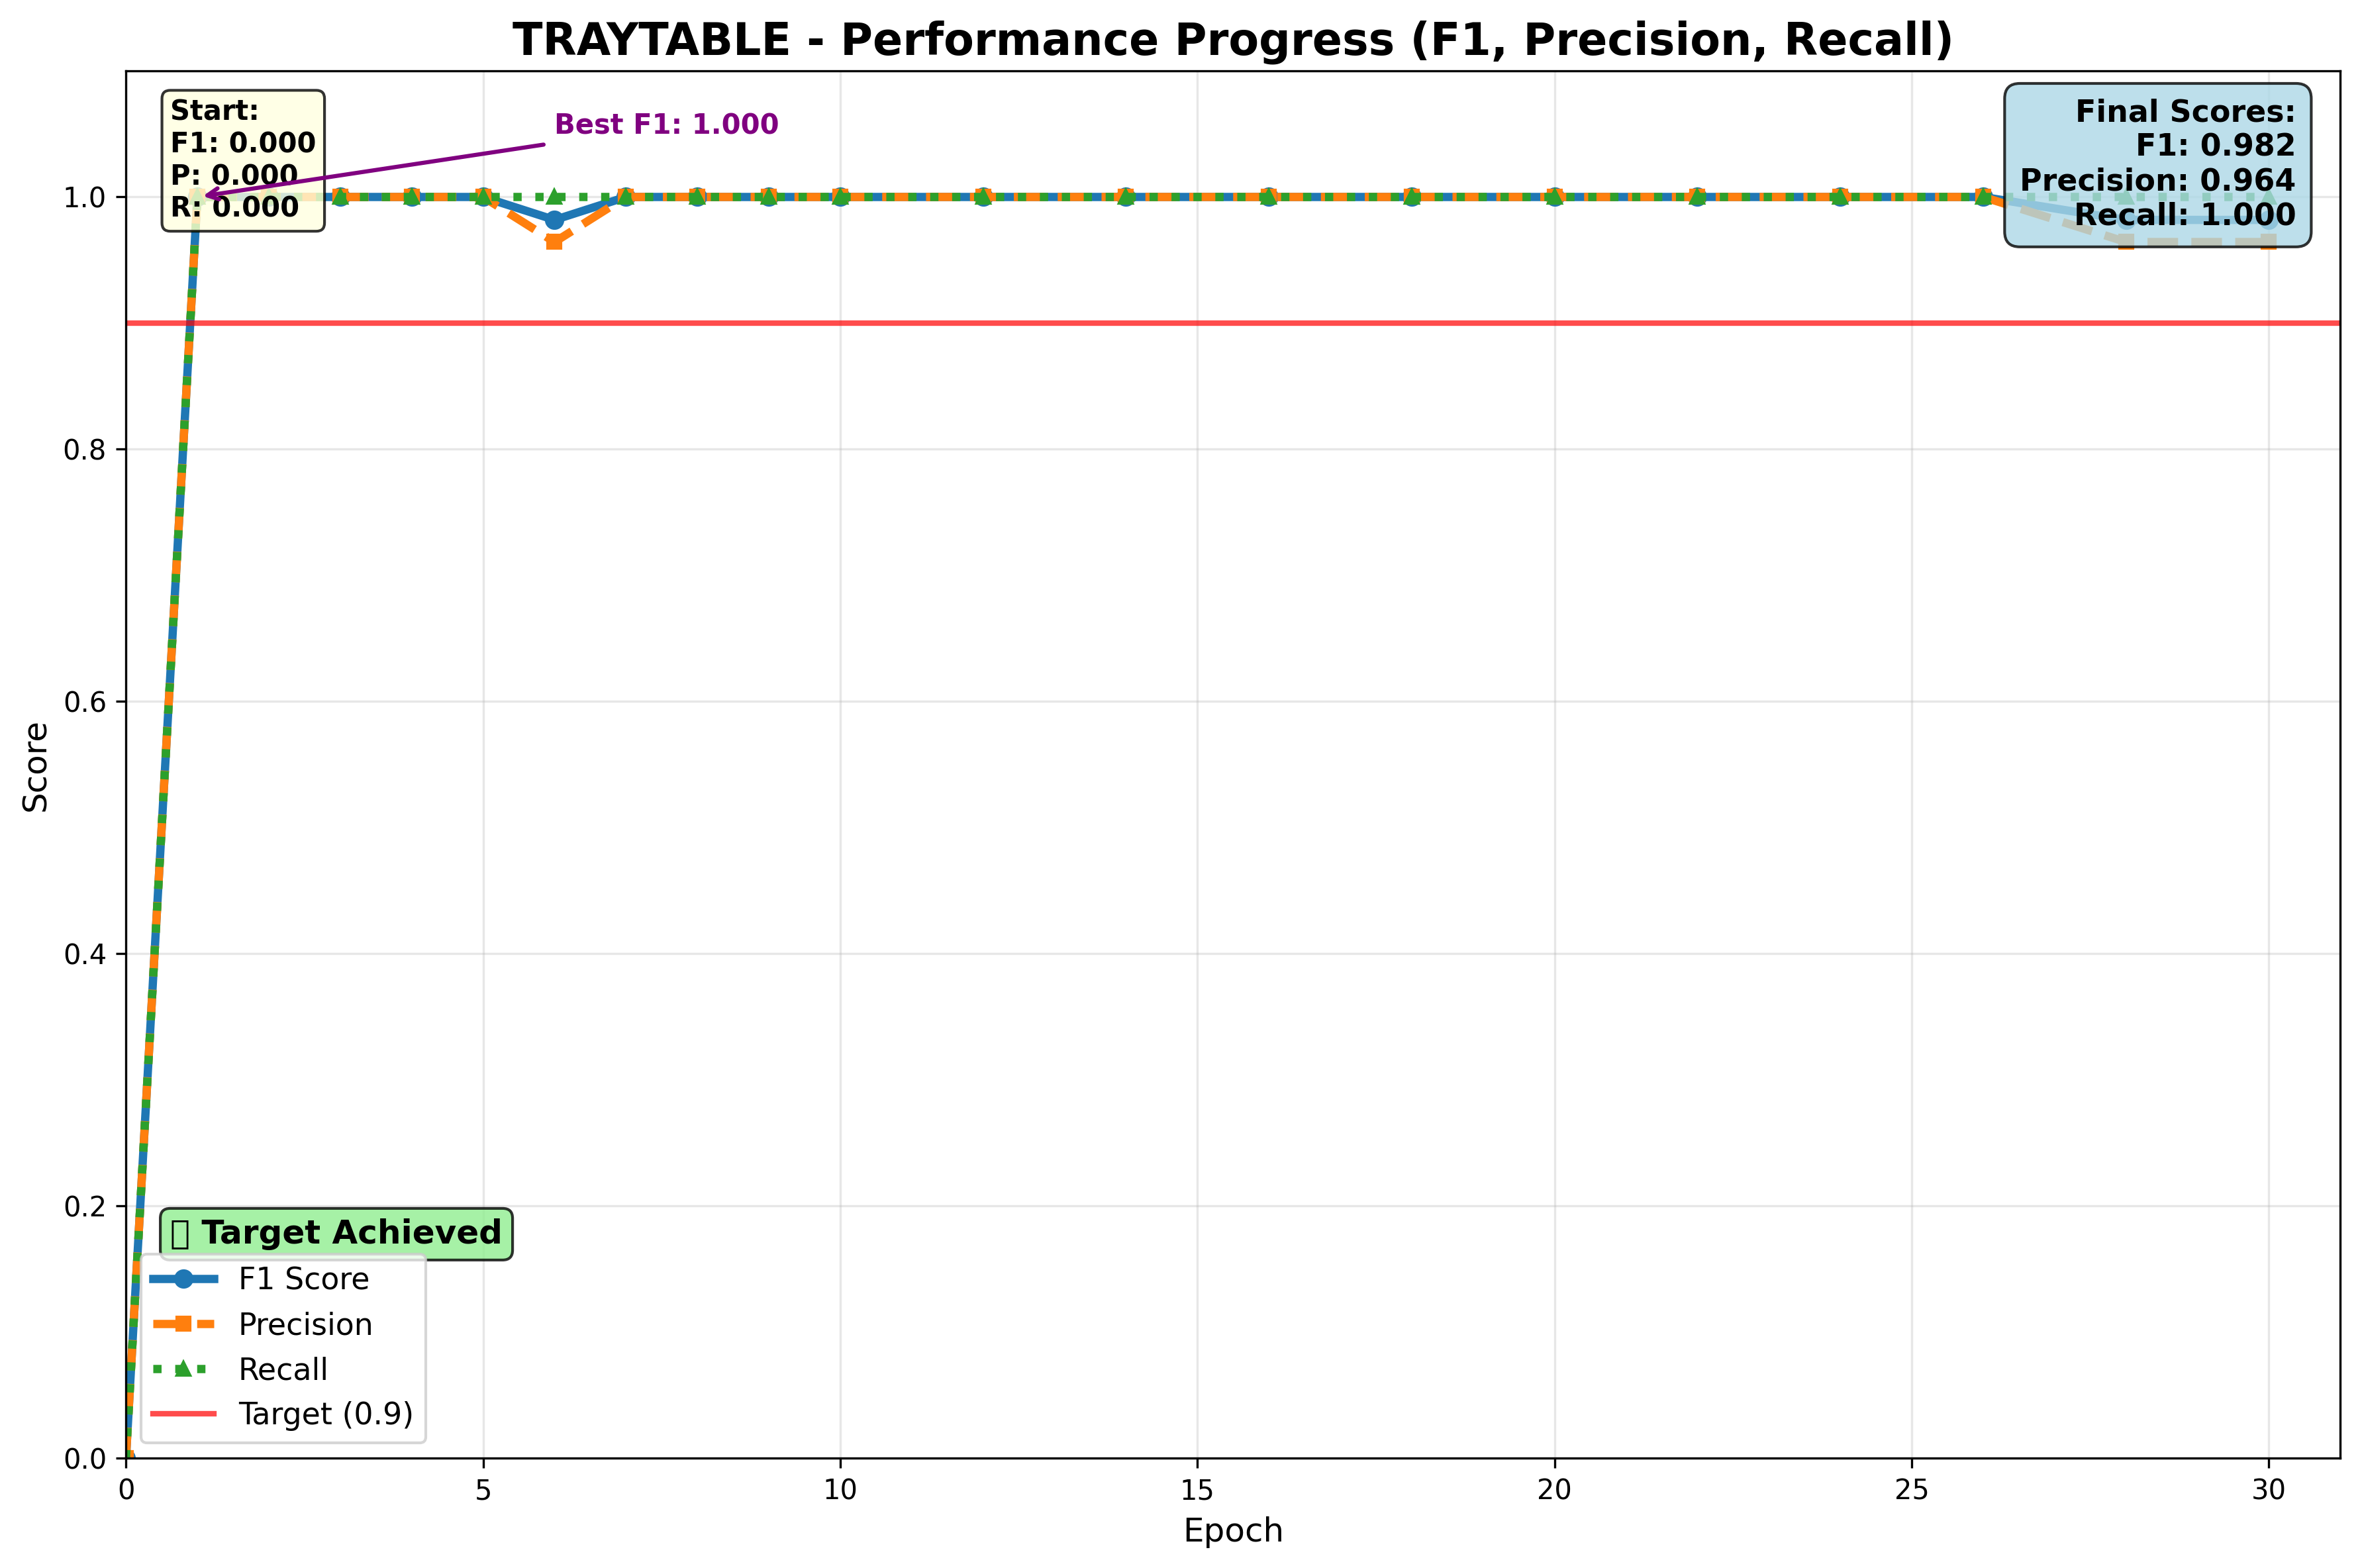 TRAYTABLE - Performance Progress (F1, Precision, Recall)
Start:
F1: 0.000
P: 0.000
R: 0.000
Best F1: 1.000
Final Scores:
F1: 0.982
Precision: 0.964
Recall: 1.000
1.0
0.8
0.6
0.4
0.2
0.0
Score
Target Achieved
F1 Score
Precision
Recall
Target (0.9)
0 5 10 15 20 25 30
Epoch